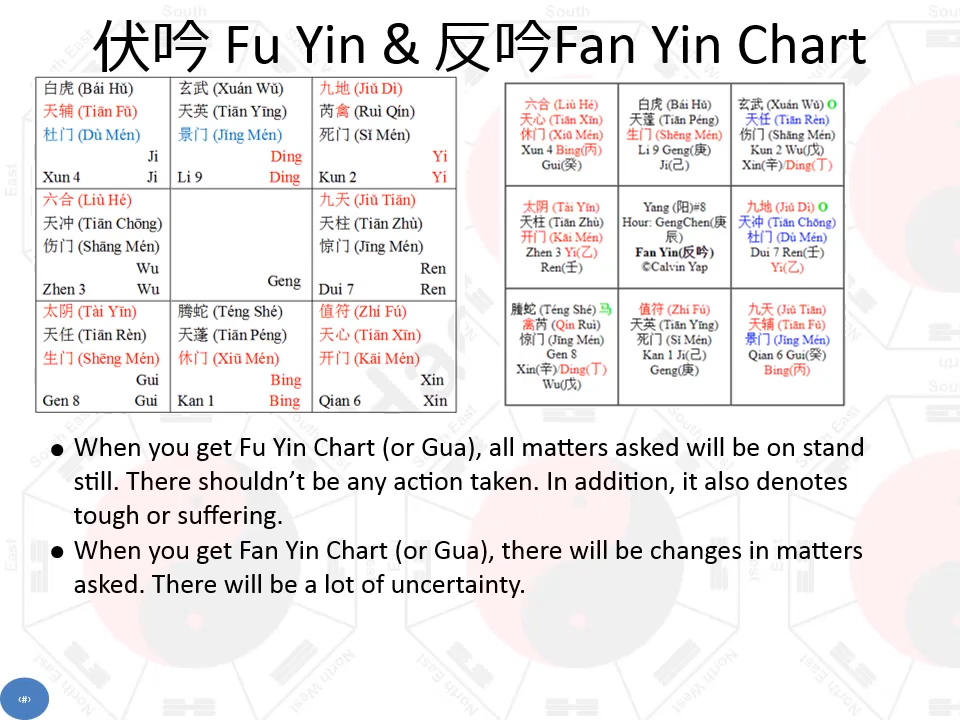 伏吟 Fu Yin & 反吟Fan Yin Chart
白虎 (Bái Hǔ)
天辅 (Tiān Fǔ)
杜门 (Dù Mén)
Ji
Xun 4 Ji
玄武 (Xuán Wǔ)
天英 (Tiān Yīng)
景门 (Jǐng Mén)
Ding
Li 9 Ding
九地 (Jiǔ Dì)
芮禽 (Ruì Qín)
死门 (Sǐ Mén)
Yi
Kun 2 Yi
六合 (Liù Hé)
天冲 (Tiān Chōng)
伤门 (Shāng Mén)
Wu
Zhen 3 Wu
Geng
九天 (Jiǔ Tiān)
天柱 (Tiān Zhù)
惊门 (Jīng Mén)
Ren
Dui 7 Ren
太阴 (Tài Yīn)
天任 (Tiān Rèn)
生门 (Shēng Mén)
Gui
Gen 8 Gui
腾蛇 (Téng Shé)
天蓬 (Tiān Péng)
休门 (Xiū Mén)
Bing
Kan 1 Bing
值符 (Zhí Fú)
天心 (Tiān Xīn)
开门 (Kāi Mén)
Xin
Qian 6 Xin
六合 (Liù Hé)
天心 (Tiān Xīn)
休门 (Xiū Mén)
Xun 4 Bing(丙)
Gui(癸)
白虎 (Bái Hǔ)
天蓬 (Tiān Péng)
生门 (Shēng Mén)
Li 9 Geng(庚)
Ji(己)
玄武 (Xuán Wǔ) O
天任 (Tiān Rèn)
伤门 (Shāng Mén)
Kun 2 Wu(戊)
Xin(辛)/Ding(丁)
太阴 (Tài Yīn)
天柱 (Tiān Zhù)
开门 (Kāi Mén)
Zhen 3 Yi(乙)
Ren(壬)
Yang (阳)#8
Hour: GengChen(庚
辰)
Fan Yin(反吟)
©Calvin Yap
九地 (Jiǔ Dì) O
天冲 (Tiān Chōng)
杜门 (Dù Mén)
Dui 7 Ren(壬)
Yi(乙)
腾蛇 (Téng Shé) 马
禽芮 (Qín Ruì)
惊门 (Jīng Mén)
Gen 8
Xin(辛)/Ding(丁)
Wu(戊)
值符 (Zhí Fú)
天英 (Tiān Yīng)
死门 (Sǐ Mén)
Kan 1 Ji(己)
Geng(庚)
九天 (Jiǔ Tiān)
天辅 (Tiān Fǔ)
景门 (Jǐng Mén)
Qian 6 Gui(癸)
Bing(丙)
● When you get Fu Yin Chart (or Gua), all matters asked will be on stand
still. There shouldn't be any action taken. In addition, it also denotes
tough or suffering.
● When you get Fan Yin Chart (or Gua), there will be changes in matters
asked. There will be a lot of uncertainty.
‹#›